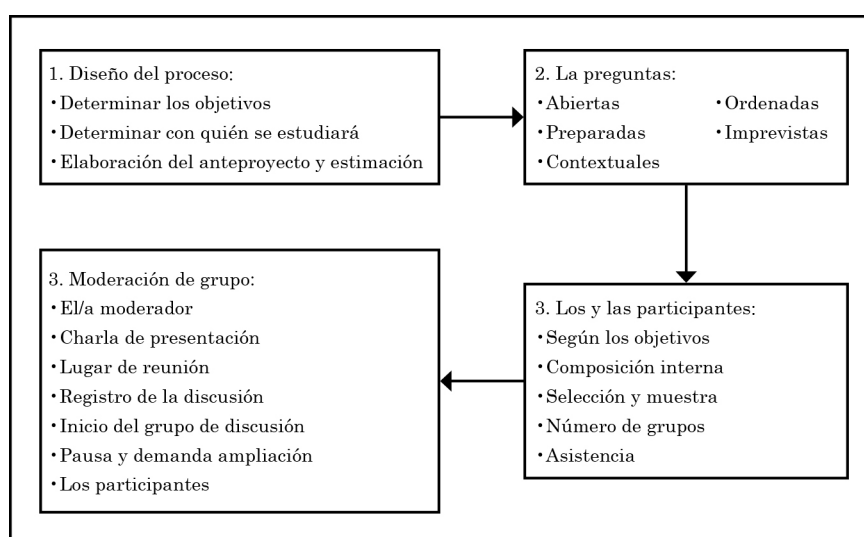 1. Diseño del proceso:
・Determinar los objetivos
・Determinar con quién se estudiará
・Elaboración del anteproyecto y estimación
2. La preguntas:
・Abiertas ・Ordenadas
・Preparadas ・Imprevistas
・Contextuales
3. Los y las participantes:
・Según los objetivos
・Composición interna
・Selección y muestra
・Número de grupos
・Asistencia
3. Moderación de grupo:
・El/a moderador
・Charla de presentación
・Lugar de reunión
・Registro de la discusión
・Inicio del grupo de discusión
・Pausa y demanda ampliación
・Los participantes